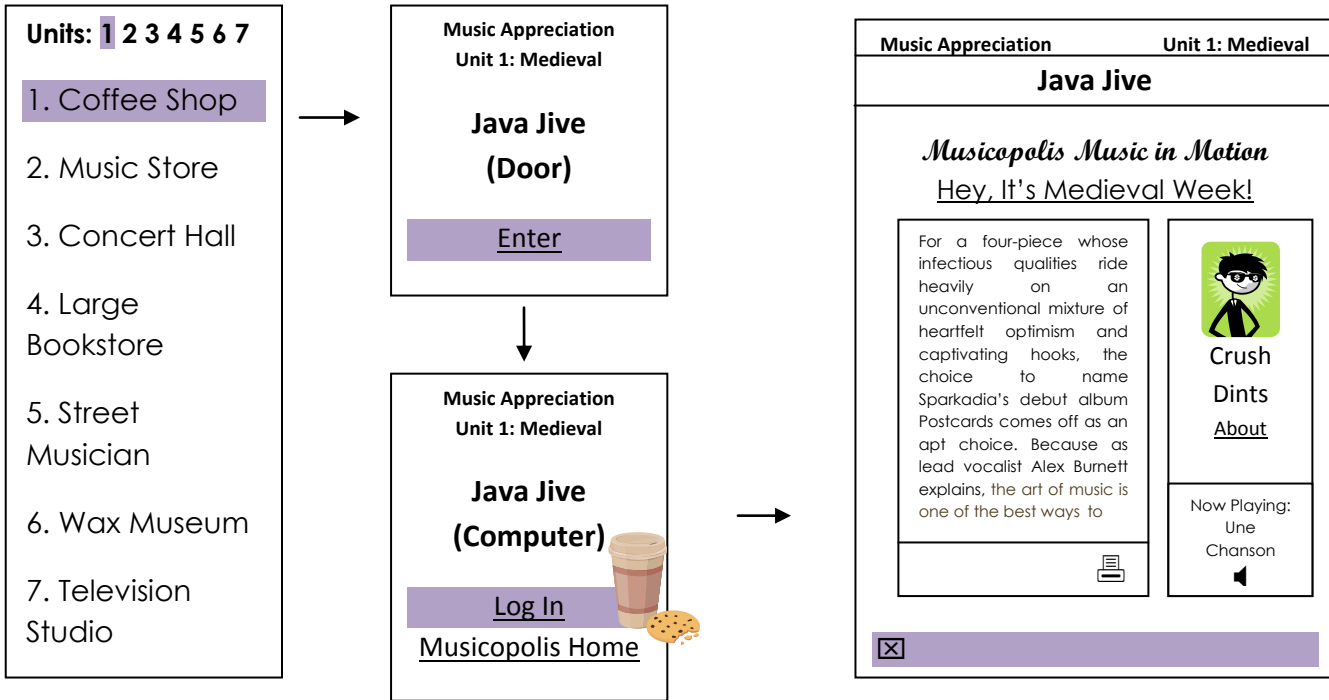 Units: 1 2 3 4 5 6 7
1. Coffee Shop
2. Music Store
3. Concert Hall
4. Large
Bookstore
5. Street
Musician
6. Wax Museum
7. Television
Studio
Music Appreciation
Unit 1: Medieval
Java Jive
(Door)
Enter
Music Appreciation
Unit 1: Medieval
Java Jive
(Computer)
Log In
Musicopolis Home
Music Appreciation Unit 1: Medieval
Java Jive
Musicopolis Music in Motion
Hey, It's Medieval Week!
For a four-piece whose
infectious qualities ride
heavily on an
unconventional mixture of
heartfelt optimism and
captivating hooks, the
choice to name
Sparkadia's debut album
Postcards comes off as an
apt choice. Because as
lead vocalist Alex Burnett
explains, the art of music is
one of the best ways to
Crush
Dints
About
Now Playing:
Une
Chanson